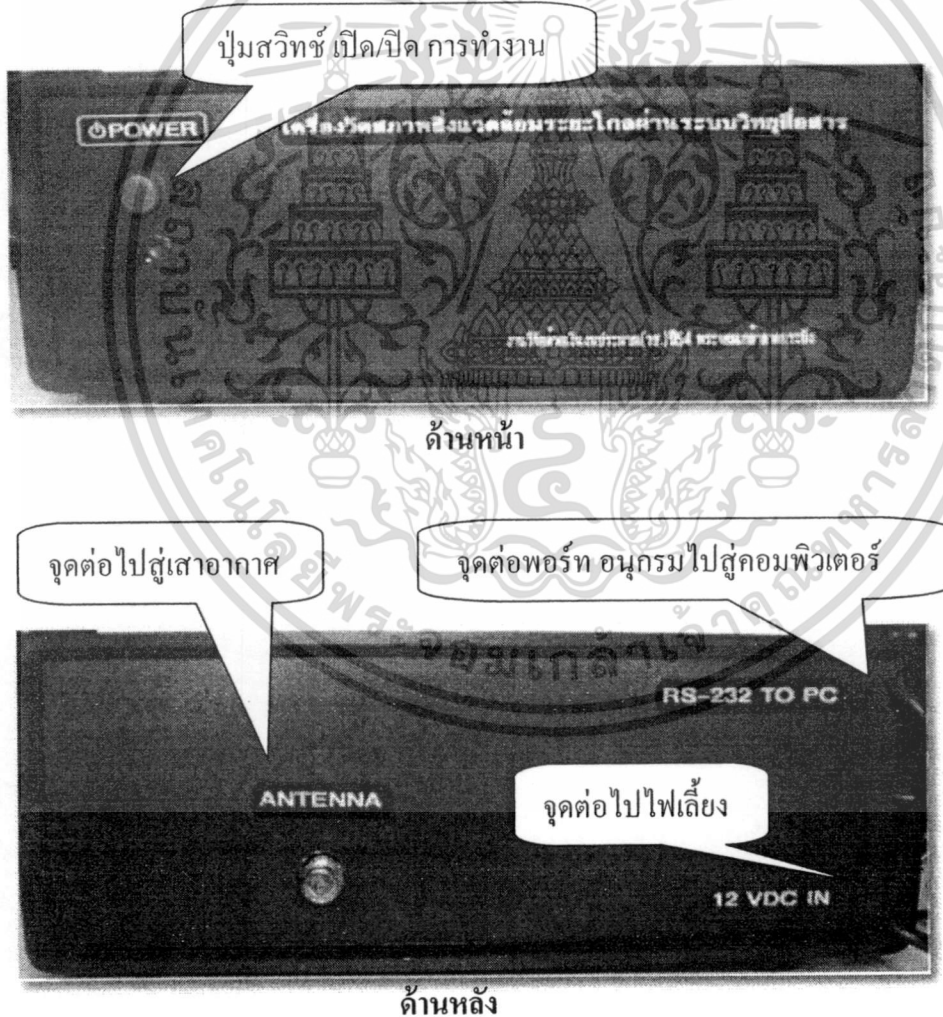 ปุ่มสวิทช์ เปิด/ปิด การทำงาน
POWER
เครื่องวัดสภาพสิ่งแวดล้อมระยะไกลผ่านระบบวิทยุสื่อสาร
ด้านหน้า
จุดต่อไปสู่เสาอากาศ
จุดต่อพอร์ท อนุกรมไปสู่คอมพิวเตอร์
RS-232 TO PC
ANTENNA
จุดต่อไปไฟเลี้ยง
12 VDC IN
ด้านหลัง